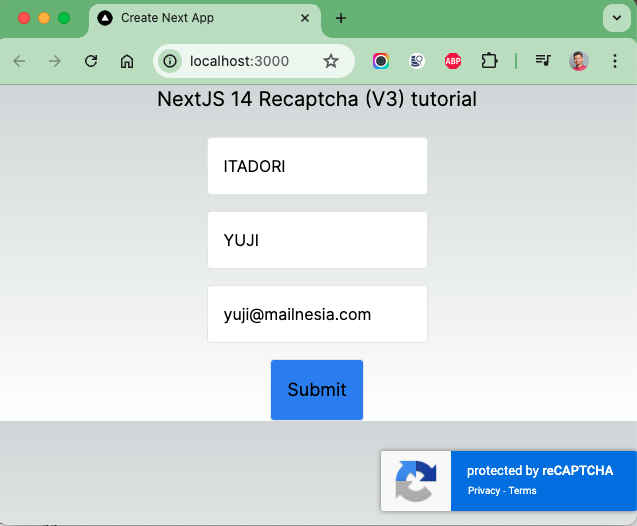 Create Next App
localhost:3000
ABP
NextJS 14 Recaptcha (V3) tutorial
ITADORI
YUJI
yuji@mailnesia.com
Submit
protected by reCAPTCHA
Privacy - Terms